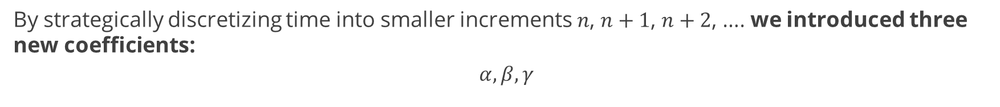 By strategically discretizing time into smaller increments n, n + 1, n + 2, .... we introduced three
new coefficients:
α, β, γ